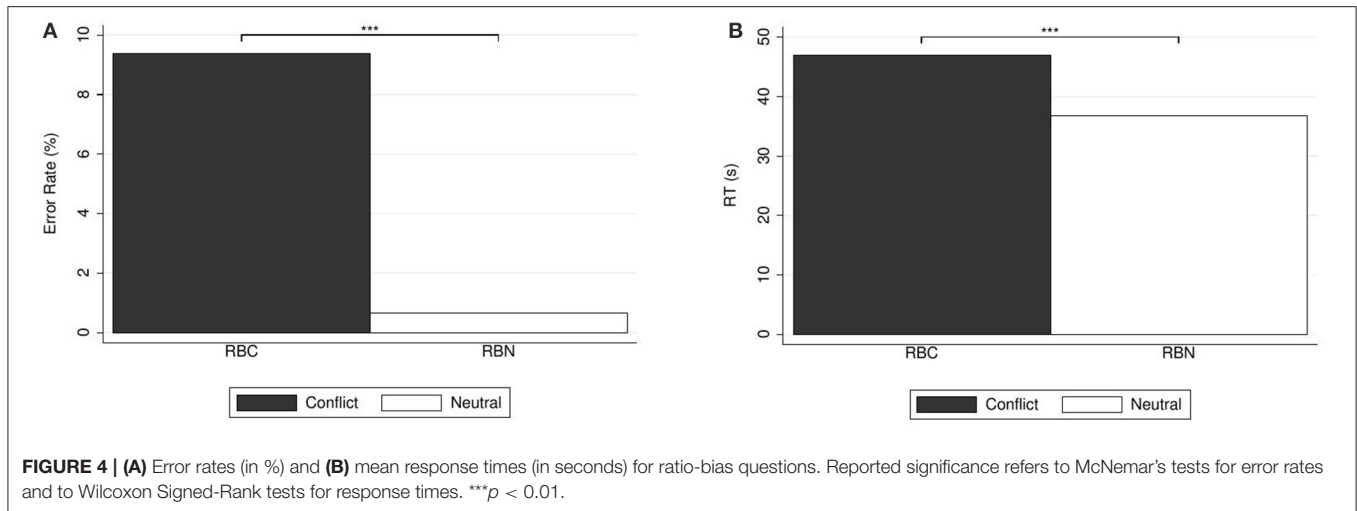 A
***
10
8
6
4
2
0
Error Rate (%)
RBC RBN
Conflict Neutral
B
***
50
40
30
20
10
0
RT (s)
RBC RBN
Conflict Neutral
FIGURE 4 | (A) Error rates (in %) and (B) mean response times (in seconds) for ratio-bias questions. Reported significance refers to McNemar's tests for error rates
and to Wilcoxon Signed-Rank tests for response times. ***p < 0.01.